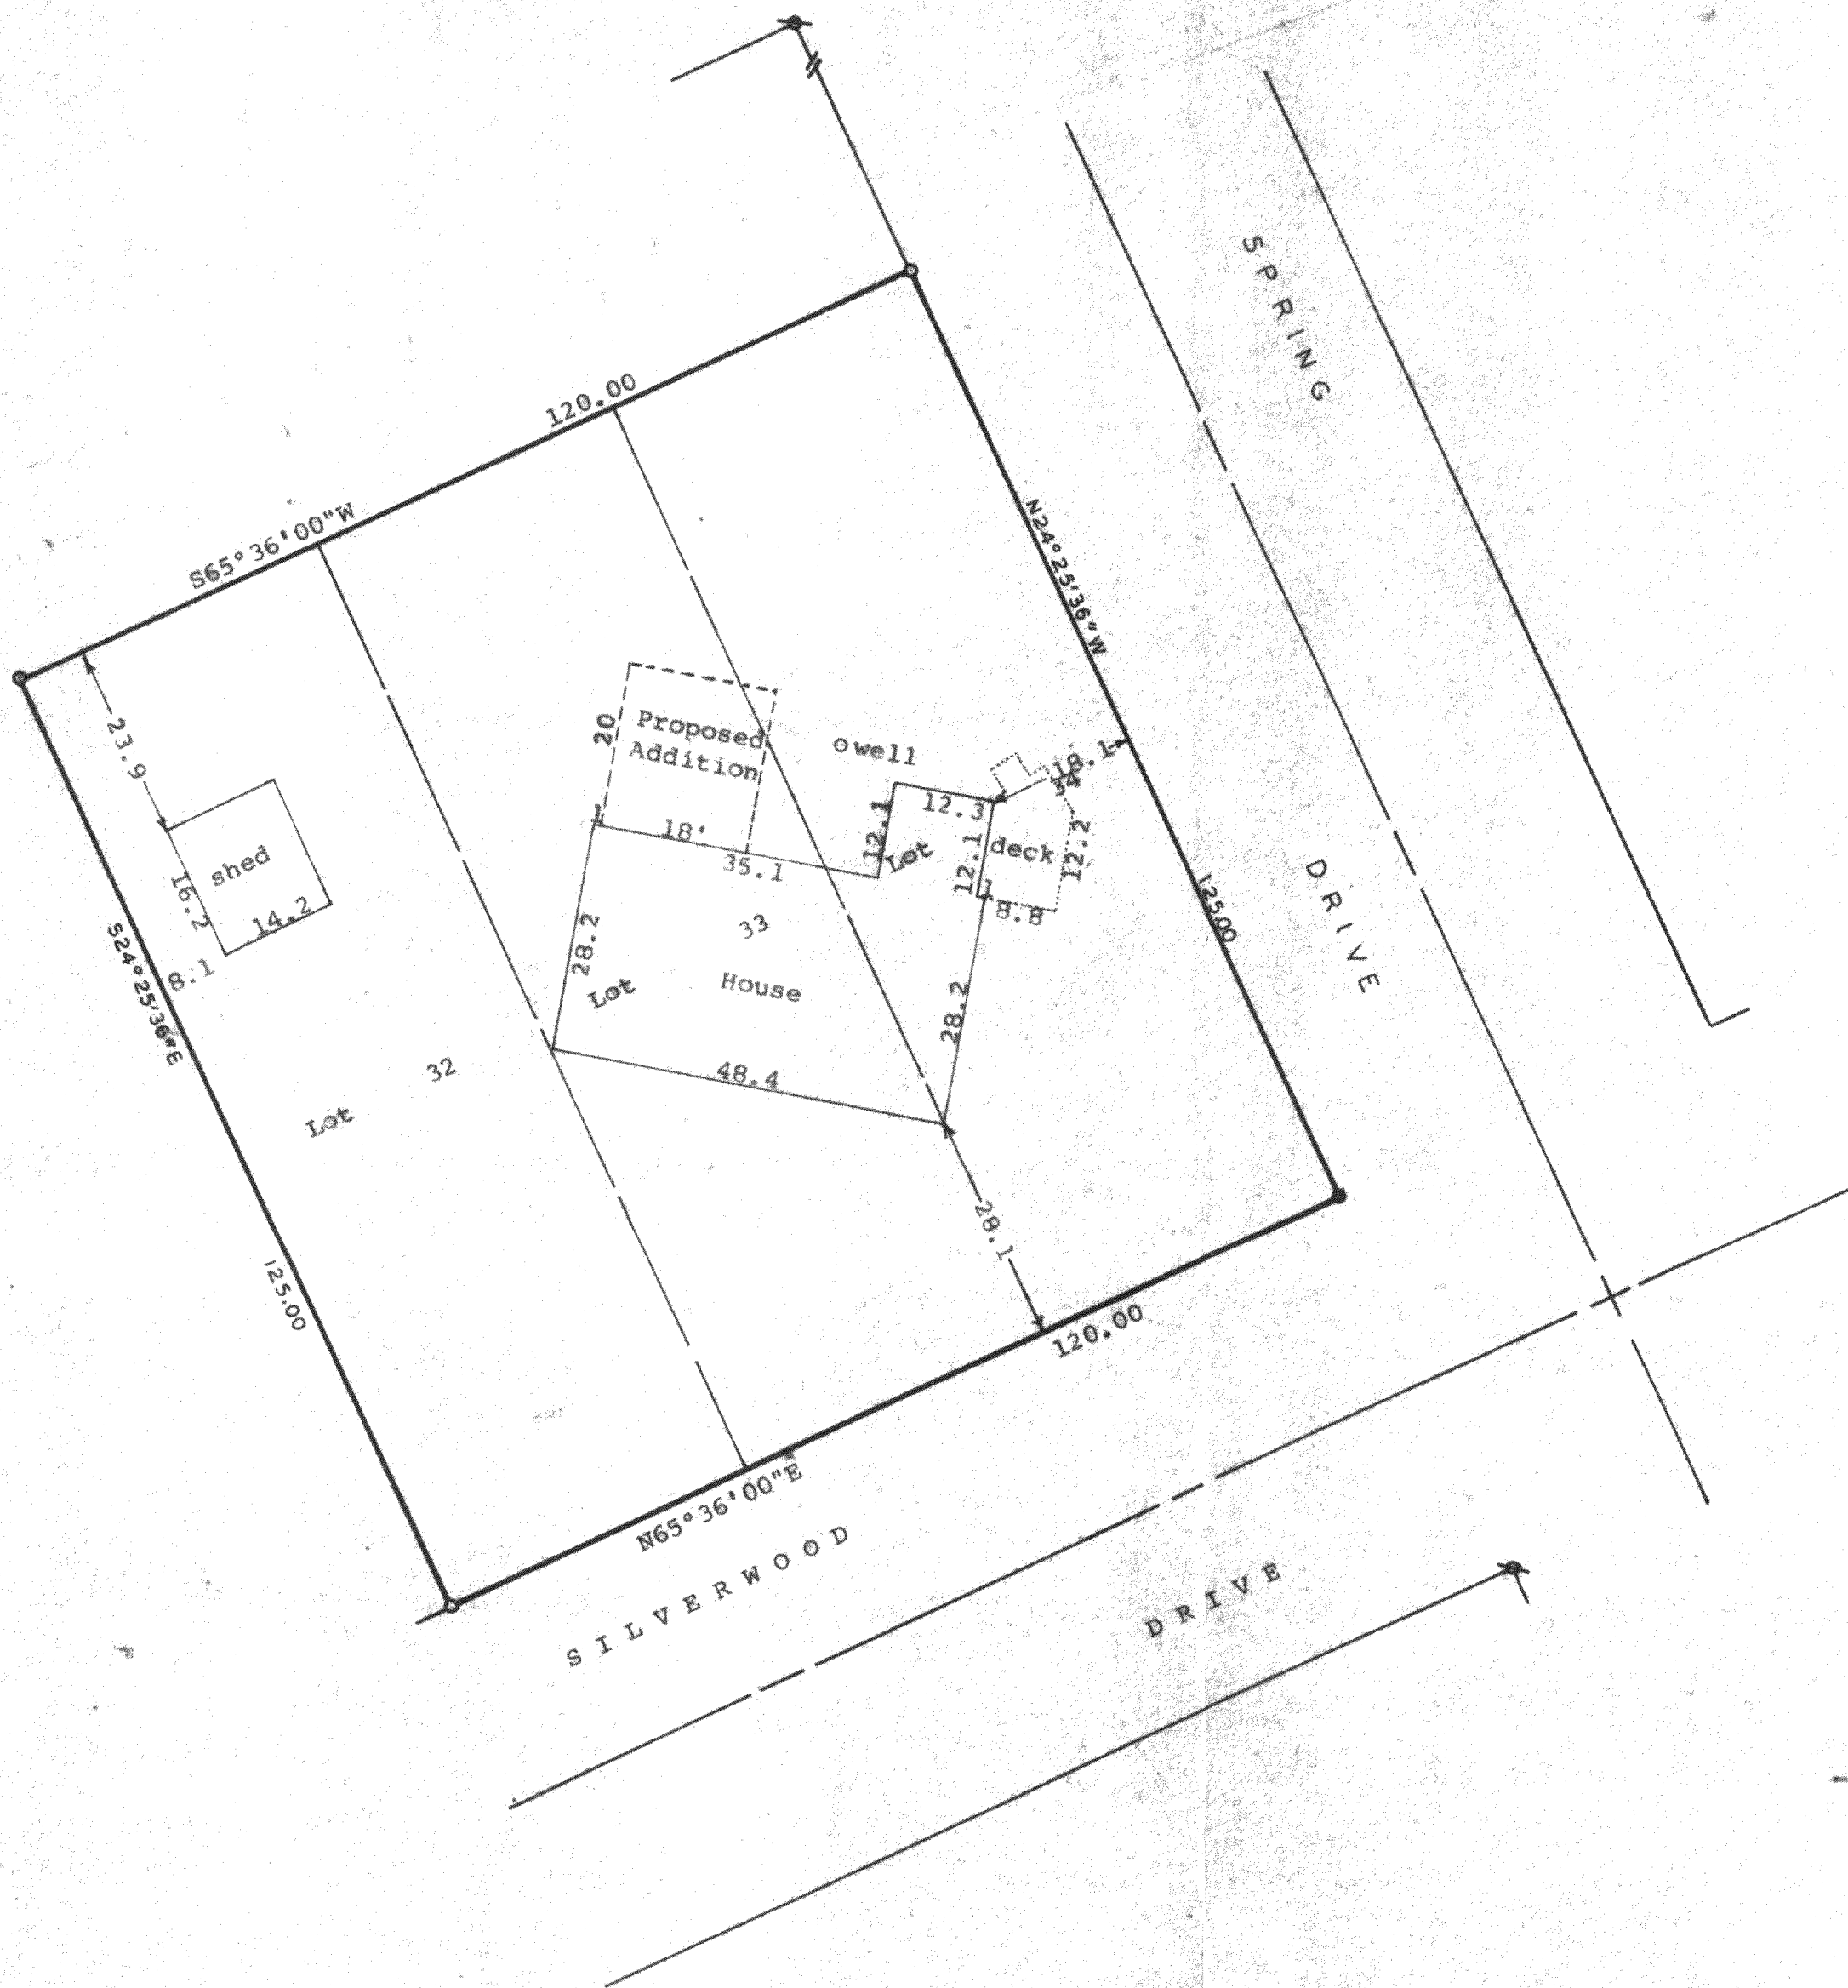 SPRING
120.00
S65°36'00"W
N24°25'36"W
23.9
20
Proposed
Addition
well
18.1
34
12.3
12.1
12.2
1
18'
35.1
Lot
12.1
deck
1
8.8
shed
16.2
14.2
8.1
DRIVE
125.00
S24°25'36"E
28.2
33
Lot
House
28.2
32
Lot
48.4
28.1
125.00
120.00
N65°36'00"E
SILVERWOOD
DRIVE